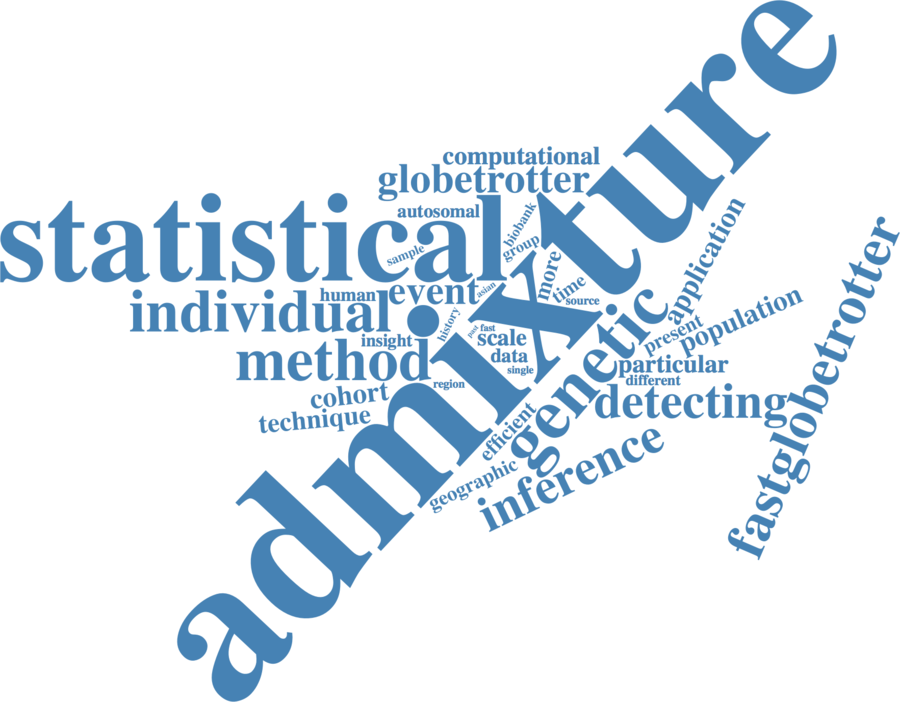 admixture
computational
globetrotter
statistical
autosomal
biobank
group
sample
more
application
time
source
asian
event
human
individual
history
past
fast
scale
insight
method
data
single
region
genetic
present
population
particular
different
detecting
fastglobetrotter
cohort
technique
efficient
geographic
inference